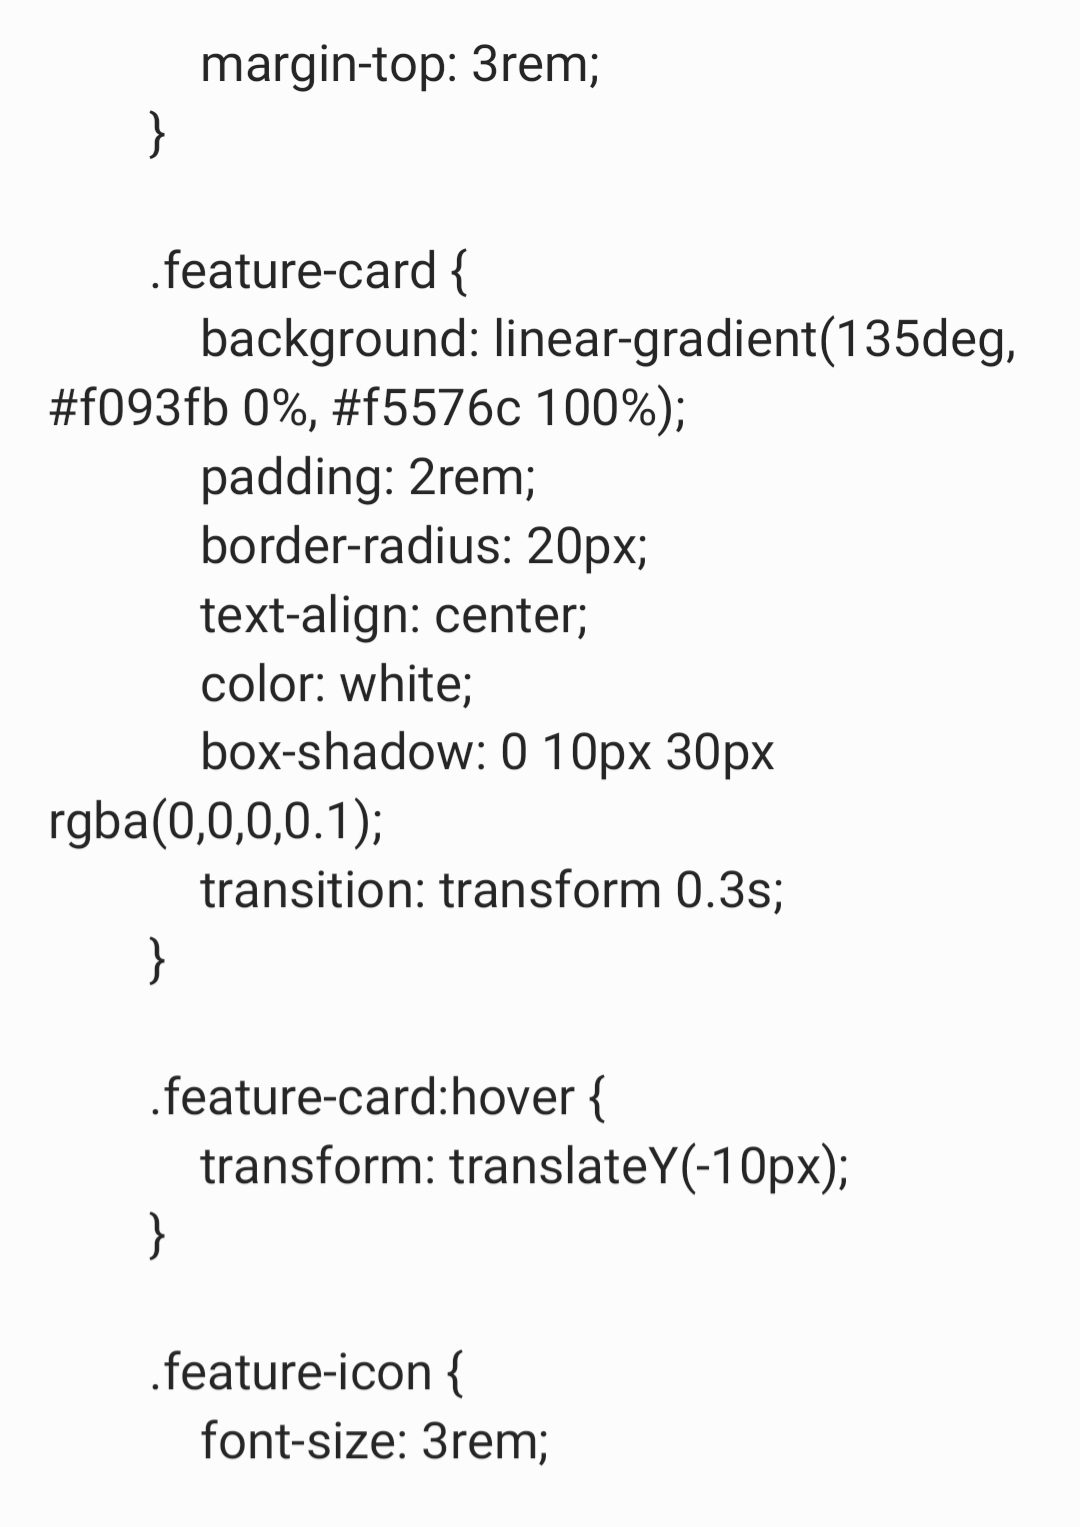 margin-top: 3rem;
}
.feature-card {
background: linear-gradient(135deg,
#f093fb 0%, #f5576c 100%);
padding: 2rem;
border-radius: 20px;
text-align: center;
color: white;
box-shadow: 0 10px 30px
rgba(0,0,0,0.1);
transition: transform 0.3s;
}
.feature-card:hover {
transform: translateY(-10px);
}
.feature-icon {
font-size: 3rem;